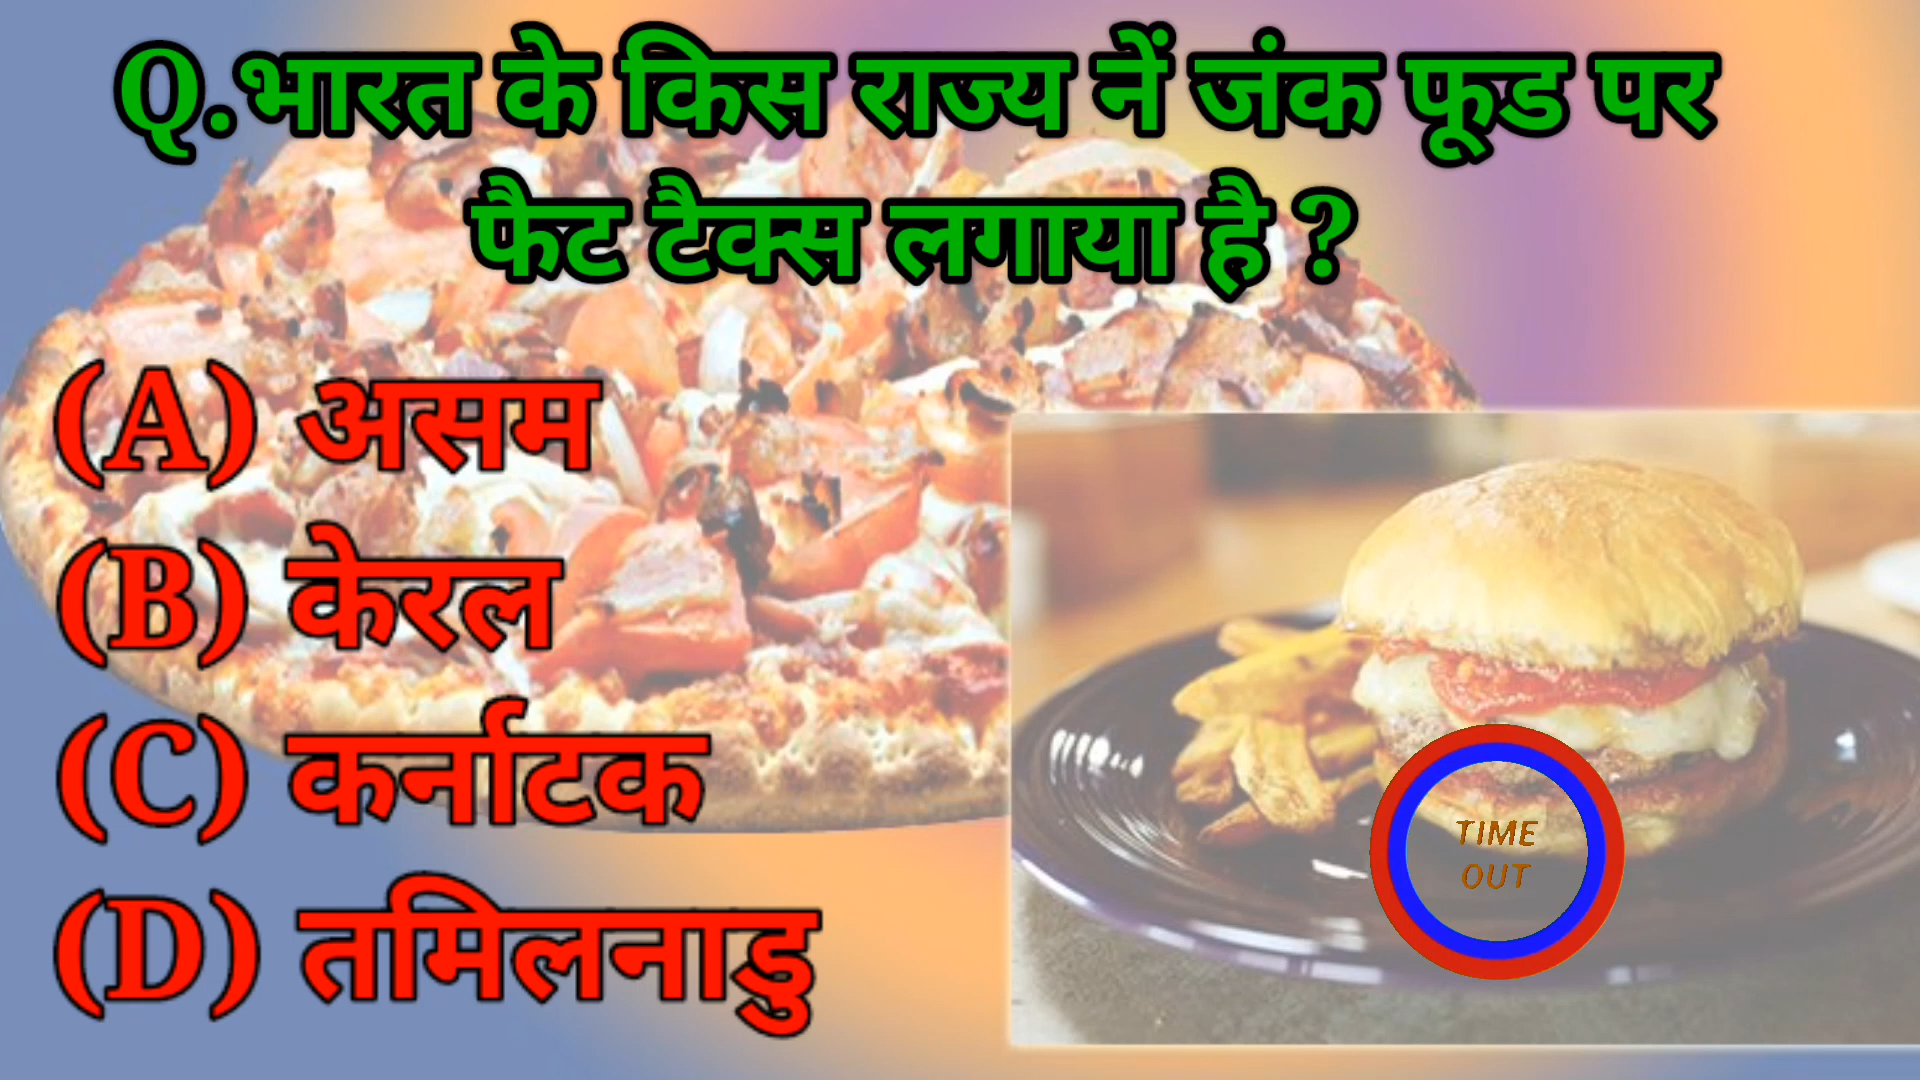 Q.भारत के किस राज्य नें जंक फूड पर
फैट टैक्स लगाया है ?
(A) असम
(B) केरल
(C) कर्नाटक
(D) तमिलनाडु
TIME
OUT